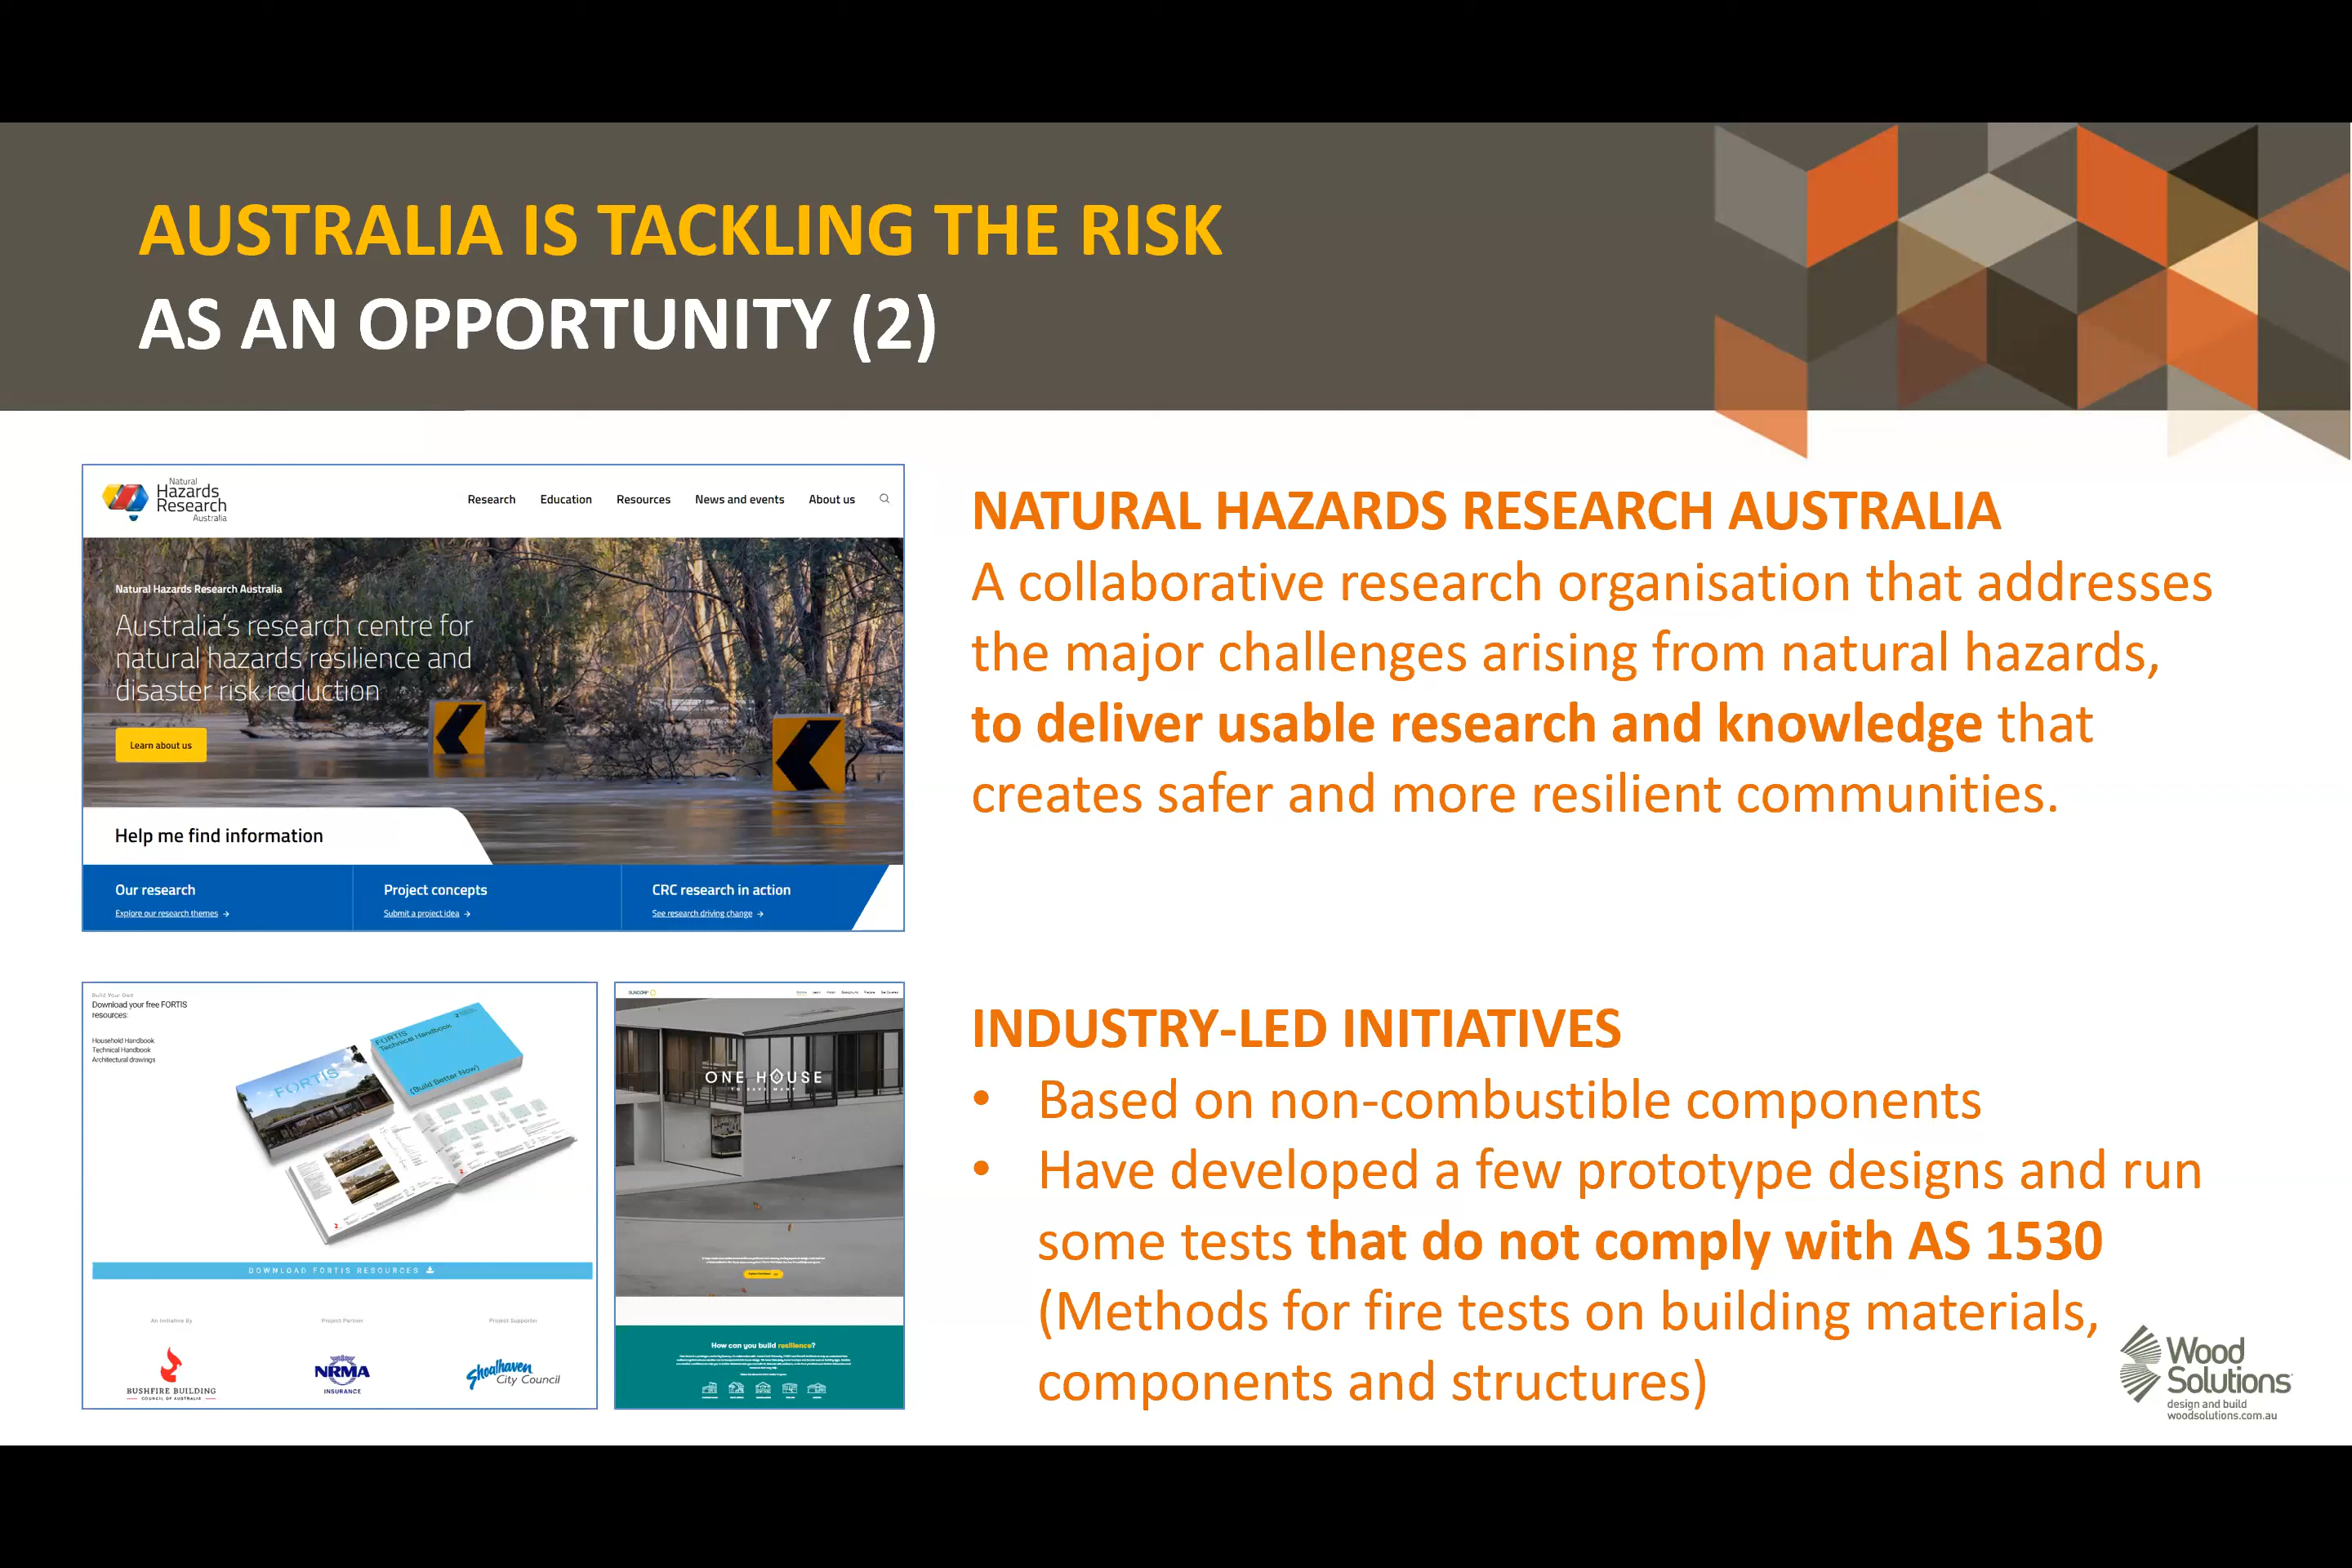 AUSTRALIA IS TACKLING THE RISK
AS AN OPPORTUNITY (2)
Natural
Hazards
Research
Australia
Research Education Resources News and events About us
Natural Hazards Research Australia
Australia's research centre for
natural hazards resilience and
disaster risk reduction
Learn about us
Help me find information
Our research
Explore our research themes →
Project concepts
Submit a project idea →
CRC research in action
See research driving change →
NATURAL HAZARDS RESEARCH AUSTRALIA
A collaborative research organisation that addresses
the major challenges arising from natural hazards,
to deliver usable research and knowledge that
creates safer and more resilient communities.
Build Your Own
Download your free FORTIS
resources:
Household Handbook
Technical Handbook
Architectural drawings
FORTIS
FORTIS
Technical Handbook
(Build Better Now)
DOWNLOAD FORTIS RESOURCES
An Initiative By
Project Partner
Project Supporter
BUSHFIRE BUILDING
COUNCIL OF AUSTRALIA
NRMA
INSURANCE
Shoalhaven
City Council
SUNCORP
ONE HOUSE
How can you build resilience?
INDUSTRY-LED INITIATIVES
• Based on non-combustible components
• Have developed a few prototype designs and run
some tests that do not comply with AS 1530
(Methods for fire tests on building materials,
components and structures)
Wood
Solutions
design and build
woodsolutions.com.au